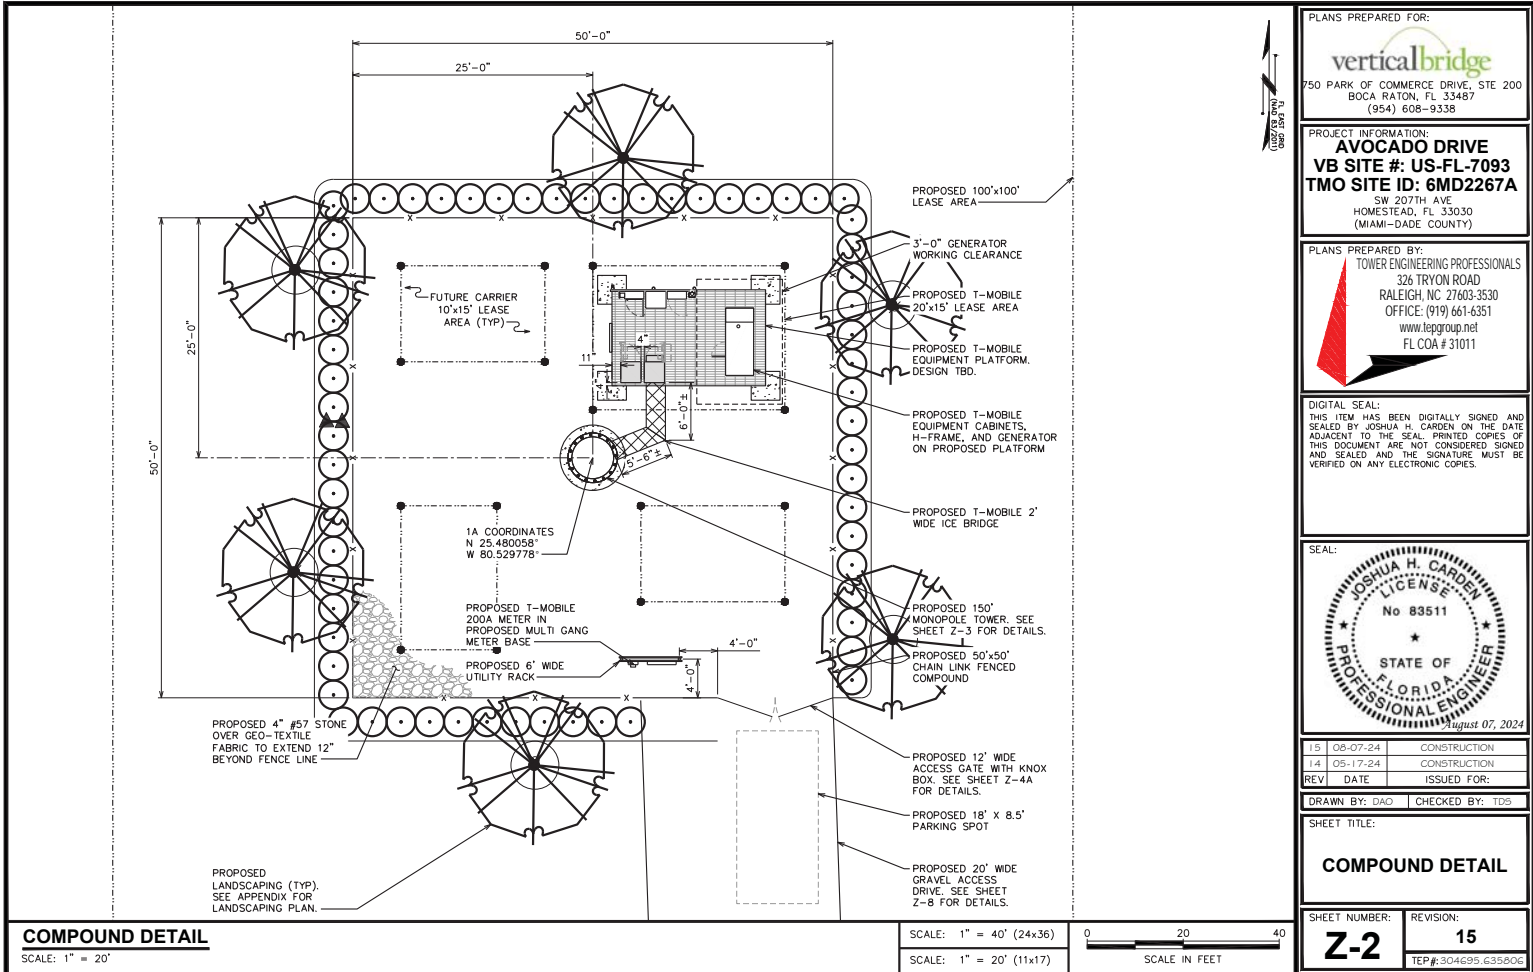 50'-0"
25'-0"
FL EAST GRID
(NAD 83/2011)
PROPOSED 100'x100'
LEASE AREA
3'-0" GENERATOR
WORKING CLEARANCE
FUTURE CARRIER
10'x15' LEASE
AREA (TYP)
PROPOSED T-MOBILE
20'x15' LEASE AREA
25'-0"
4"
11"
4"
PROPOSED T-MOBILE
EQUIPMENT PLATFORM.
DESIGN TBD.
6'-0"±
PROPOSED T-MOBILE
EQUIPMENT CABINETS,
H-FRAME, AND GENERATOR
ON PROPOSED PLATFORM
50'-0"
5'-6"±
PROPOSED T-MOBILE 2'
WIDE ICE BRIDGE
1A COORDINATES
N 25.480058°
W 80.529778°
PROPOSED T-MOBILE
200A METER IN
PROPOSED MULTI GANG
METER BASE
PROPOSED 150'
MONOPOLE TOWER. SEE
SHEET Z-3 FOR DETAILS.
4'-0"
4'-0"
PROPOSED 6' WIDE
UTILITY RACK
PROPOSED 50'x50'
CHAIN LINK FENCED
COMPOUND
PROPOSED 4" #57 STONE
OVER GEO-TEXTILE
FABRIC TO EXTEND 12"
BEYOND FENCE LINE
PROPOSED 12' WIDE
ACCESS GATE WITH KNOX
BOX. SEE SHEET Z-4A
FOR DETAILS.
PROPOSED 18' X 8.5'
PARKING SPOT
PROPOSED
LANDSCAPING (TYP).
SEE APPENDIX FOR
LANDSCAPING PLAN.
PROPOSED 20' WIDE
GRAVEL ACCESS
DRIVE. SEE SHEET
Z-8 FOR DETAILS.
COMPOUND DETAIL
SCALE: 1" = 20'
SCALE: 1" = 40' (24x36)
SCALE: 1" = 20' (11x17)
0 20 40
SCALE IN FEET
PLANS PREPARED FOR:
verticalbridge
750 PARK OF COMMERCE DRIVE, STE 200
BOCA RATON, FL 33487
(954) 608-9338
PROJECT INFORMATION:
AVOCADO DRIVE
VB SITE #: US-FL-7093
TMO SITE ID: 6MD2267A
SW 207TH AVE
HOMESTEAD, FL 33030
(MIAMI-DADE COUNTY)
PLANS PREPARED BY:
TOWER ENGINEERING PROFESSIONALS
326 TRYON ROAD
RALEIGH, NC 27603-3530
OFFICE: (919) 661-6351
www.tepgroup.net
FL COA # 31011
DIGITAL SEAL:
THIS ITEM HAS BEEN DIGITALLY SIGNED AND
SEALED BY JOSHUA H. CARDEN ON THE DATE
ADJACENT TO THE SEAL. PRINTED COPIES OF
THIS DOCUMENT ARE NOT CONSIDERED SIGNED
AND SEALED AND THE SIGNATURE MUST BE
VERIFIED ON ANY ELECTRONIC COPIES.
SEAL:
JOSHUA H. CARDEN
LICENSE
No 83511
STATE OF
FLORIDA
PROFESSIONAL ENGINEER
August 07, 2024
15 08-07-24 CONSTRUCTION
14 05-17-24 CONSTRUCTION
REV DATE ISSUED FOR:
DRAWN BY: DAO CHECKED BY: TDS
SHEET TITLE:
COMPOUND DETAIL
SHEET NUMBER:
Z-2
REVISION:
15
TEP#:304695.635806